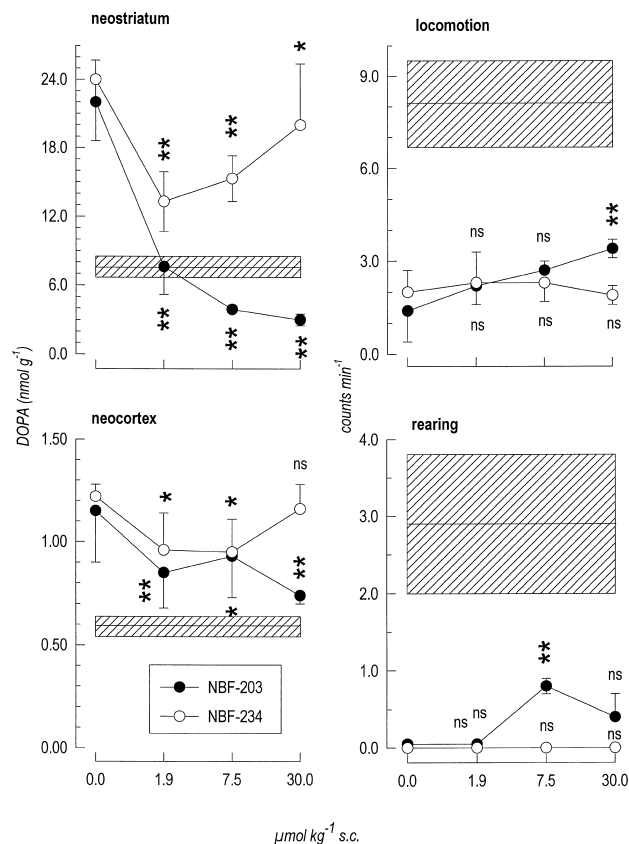 neostriatum
24.0
18.0
12.0
6.0
0.0
**
**
*
**
**
**
DOPA (nmol g-1)
locomotion
9.0
6.0
3.0
0.0
ns
ns
**
ns
ns
ns
counts min-1
neocortex
1.50
1.00
0.50
0.00
*
*
ns
**
*
**
NBF-203
NBF-234
0.0 1.9 7.5 30.0
rearing
4.0
3.0
2.0
1.0
0.0
ns
ns
**
ns
ns
ns
0.0 1.9 7.5 30.0
µmol kg-1 s.c.